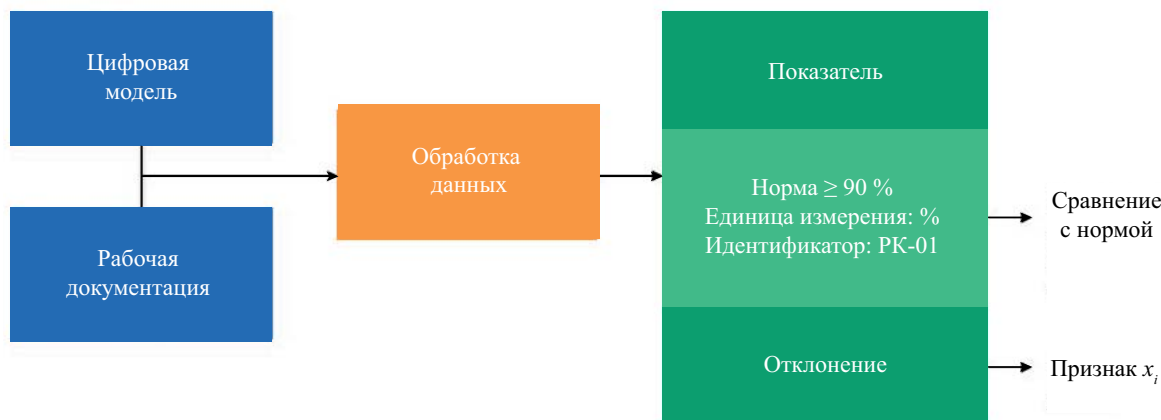 Цифровая
модель
Рабочая
документация
Обработка
данных
Показатель
Норма ≥ 90 %
Единица измерения: %
Идентификатор: РК-01
Отклонение
Сравнение
с нормой
Признак xᵢ